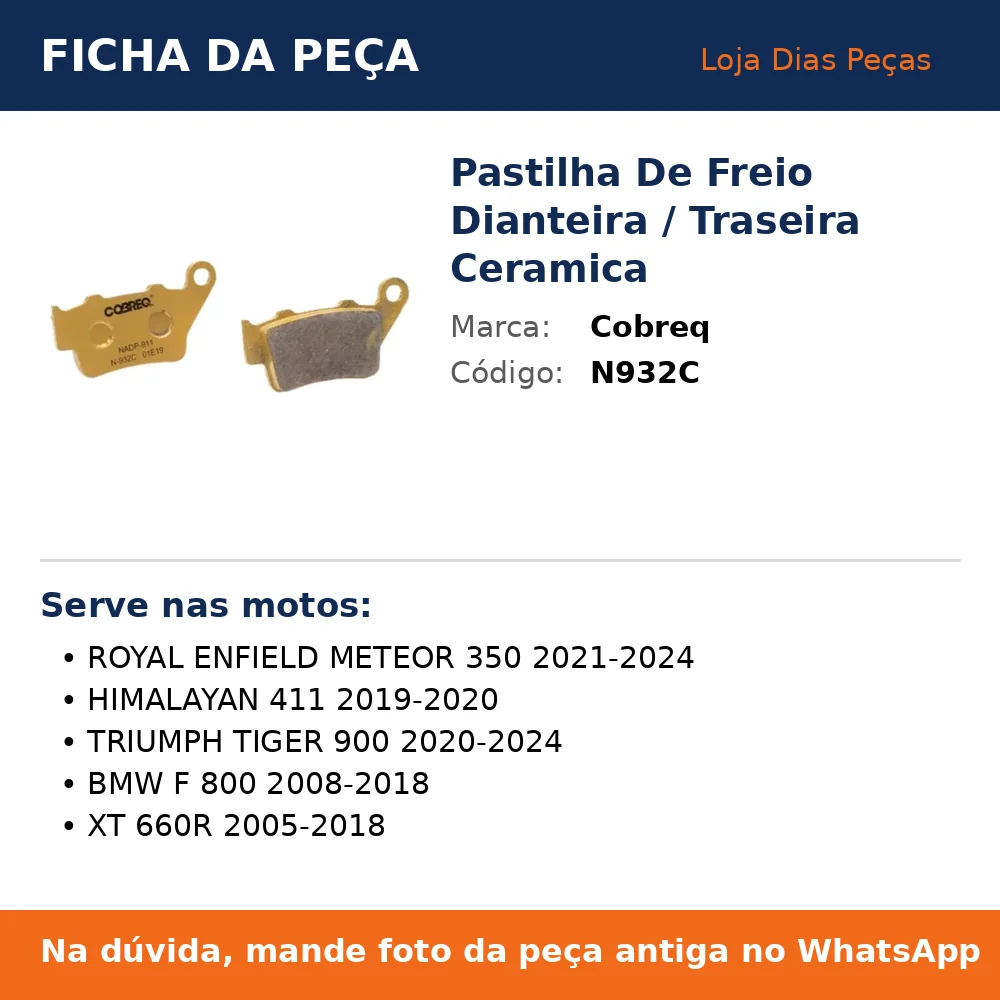 FICHA DA PEÇA
Loja Dias Peças
Pastilha De Freio
Dianteira / Traseira
Ceramica
Marca: Cobreq
Código: N932C
COBREQ
NADP-911
N-932C 01E19
Serve nas motos:
• ROYAL ENFIELD METEOR 350 2021-2024
• HIMALAYAN 411 2019-2020
• TRIUMPH TIGER 900 2020-2024
• BMW F 800 2008-2018
• XT 660R 2005-2018
Na dúvida, mande foto da peça antiga no WhatsApp